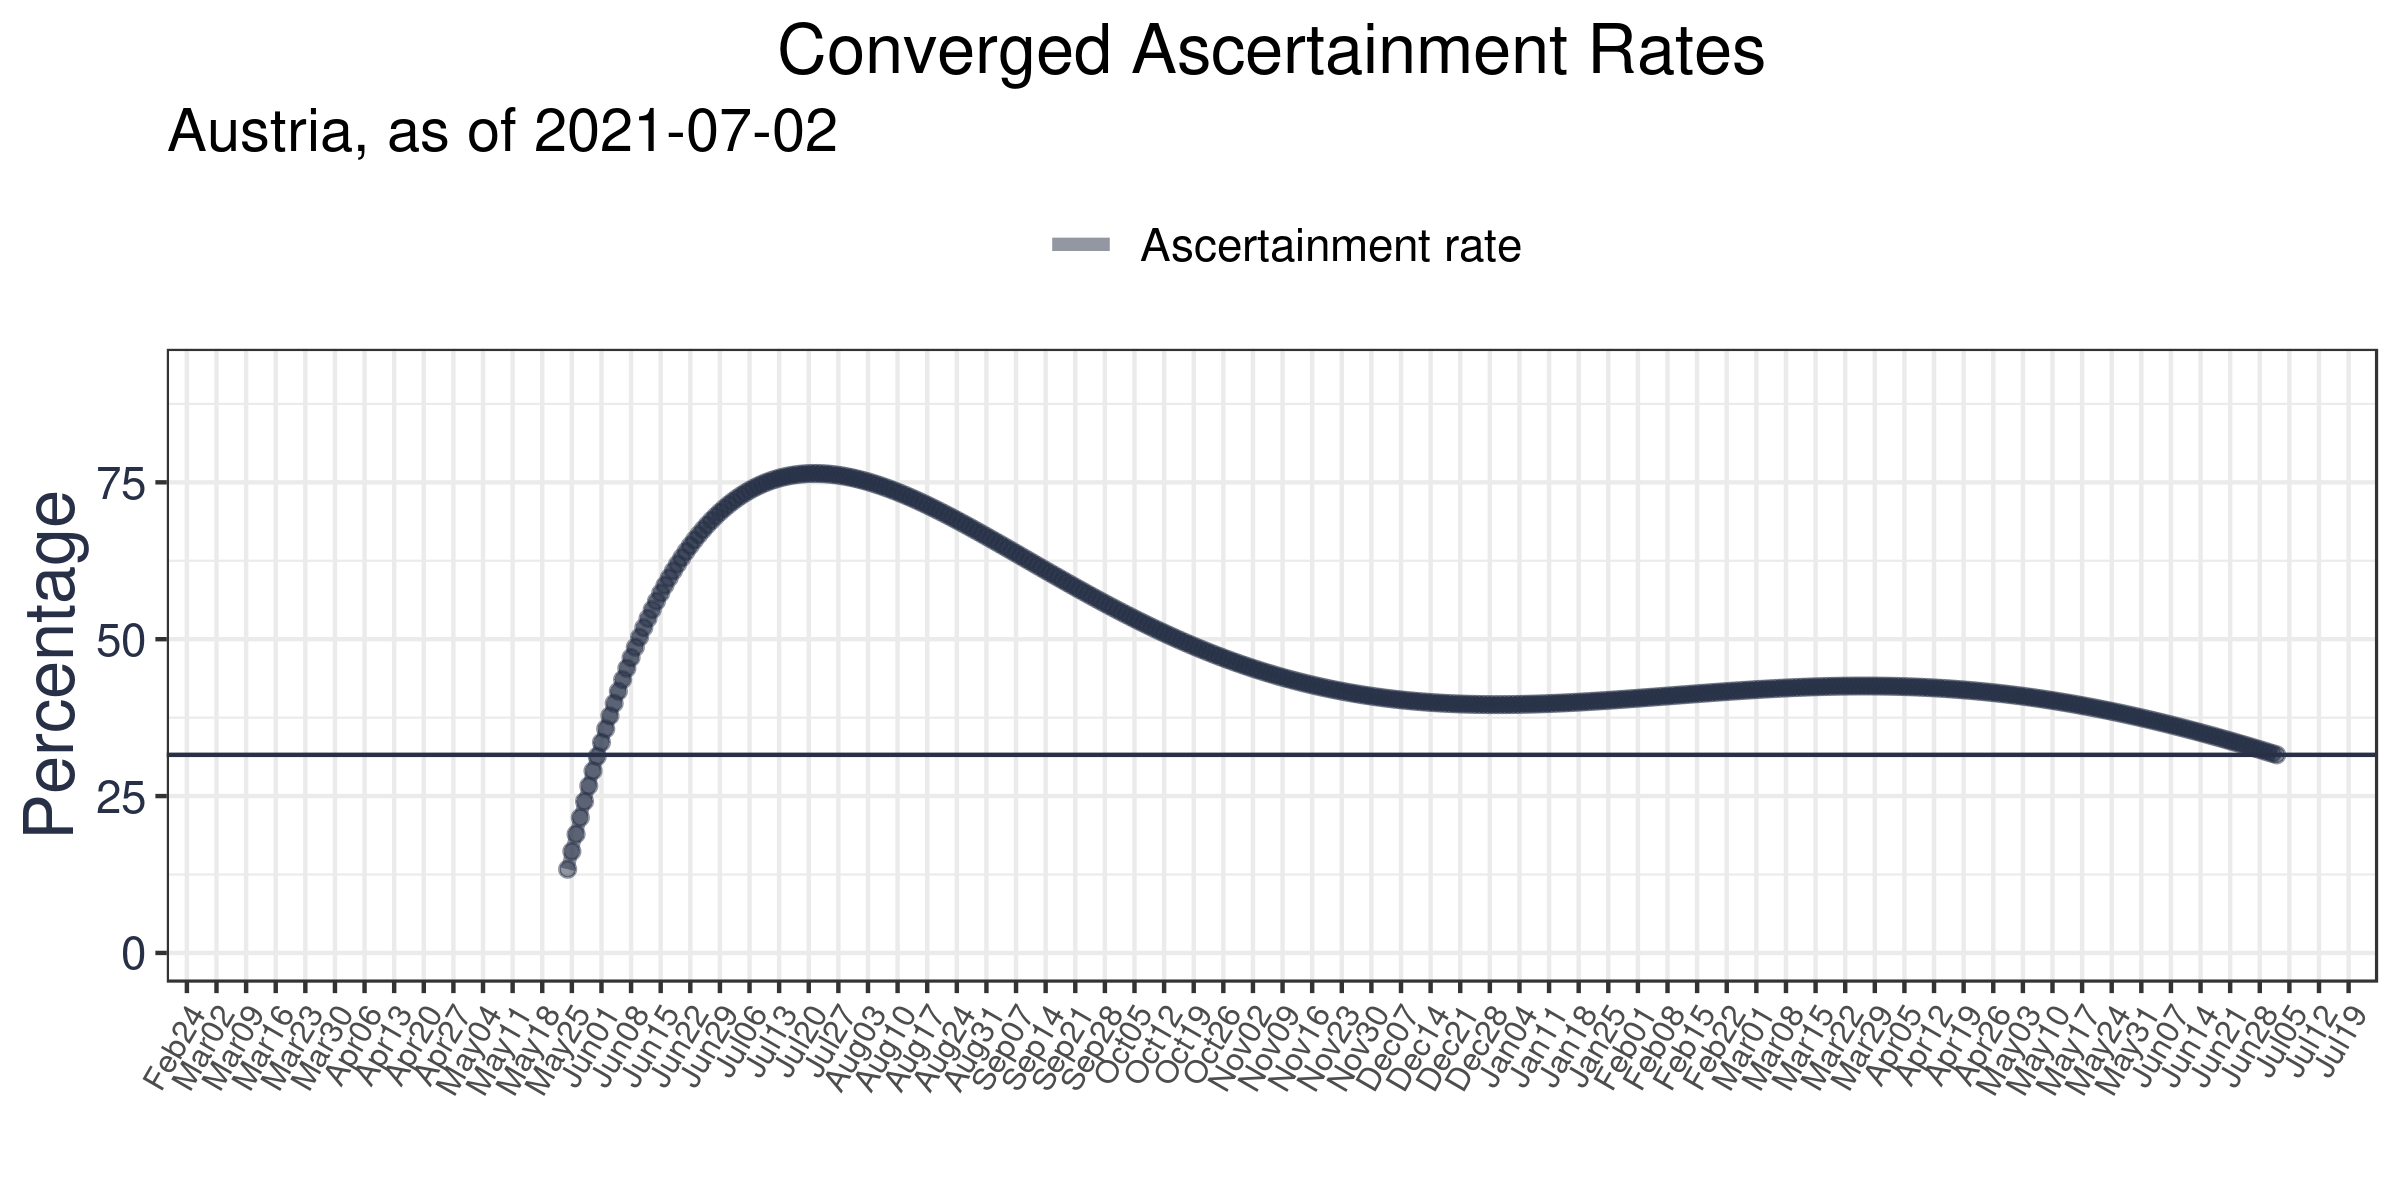 Converged Ascertainment Rates
Austria, as of 2021-07-02
Ascertainment rate
Percentage
75
50
25
0
Feb24
Mar02
Mar09
Mar16
Mar23
Mar30
Apr06
Apr13
Apr20
Apr27
May04
May11
May18
May25
Jun01
Jun08
Jun15
Jun22
Jun29
Jul06
Jul13
Jul20
Jul27
Aug03
Aug10
Aug17
Aug24
Aug31
Sep07
Sep14
Sep21
Sep28
Oct05
Oct12
Oct19
Oct26
Nov02
Nov09
Nov16
Nov23
Nov30
Dec07
Dec14
Dec21
Dec28
Jan04
Jan11
Jan18
Jan25
Feb01
Feb08
Feb15
Feb22
Mar01
Mar08
Mar15
Mar22
Mar29
Apr05
Apr12
Apr19
Apr26
May03
May10
May17
May24
May31
Jun07
Jun14
Jun21
Jun28
Jul05
Jul12
Jul19